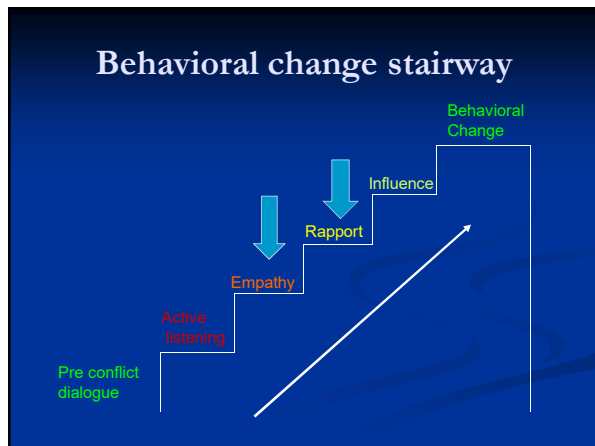 Behavioral change stairway
Behavioral
Change
Influence
Rapport
Empathy
Active
listening
Pre conflict
dialogue